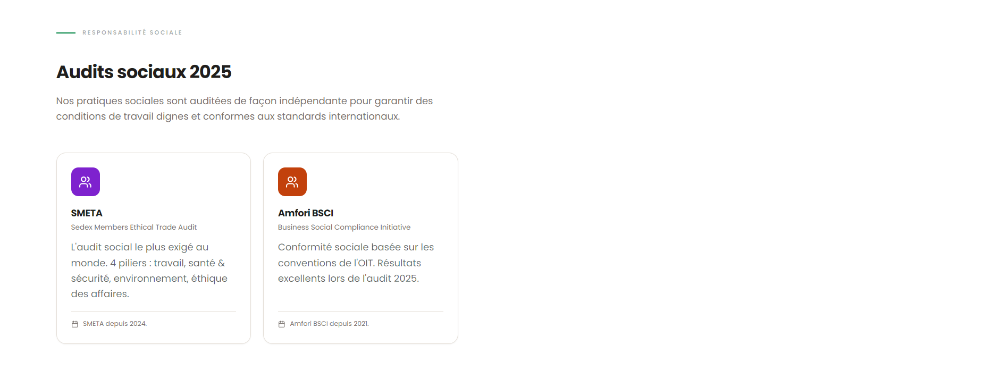 RESPONSABILITÉ SOCIALE
Audits sociaux 2025
Nos pratiques sociales sont auditées de façon indépendante pour garantir des
conditions de travail dignes et conformes aux standards internationaux.
SMETA
Sedex Members Ethical Trade Audit
L'audit social le plus exigé au
monde. 4 piliers : travail, santé &
sécurité, environnement, éthique
des affaires.
SMETA depuis 2024.
Amfori BSCI
Business Social Compliance Initiative
Conformité sociale basée sur les
conventions de l'OIT. Résultats
excellents lors de l'audit 2025.
Amfori BSCI depuis 2021.